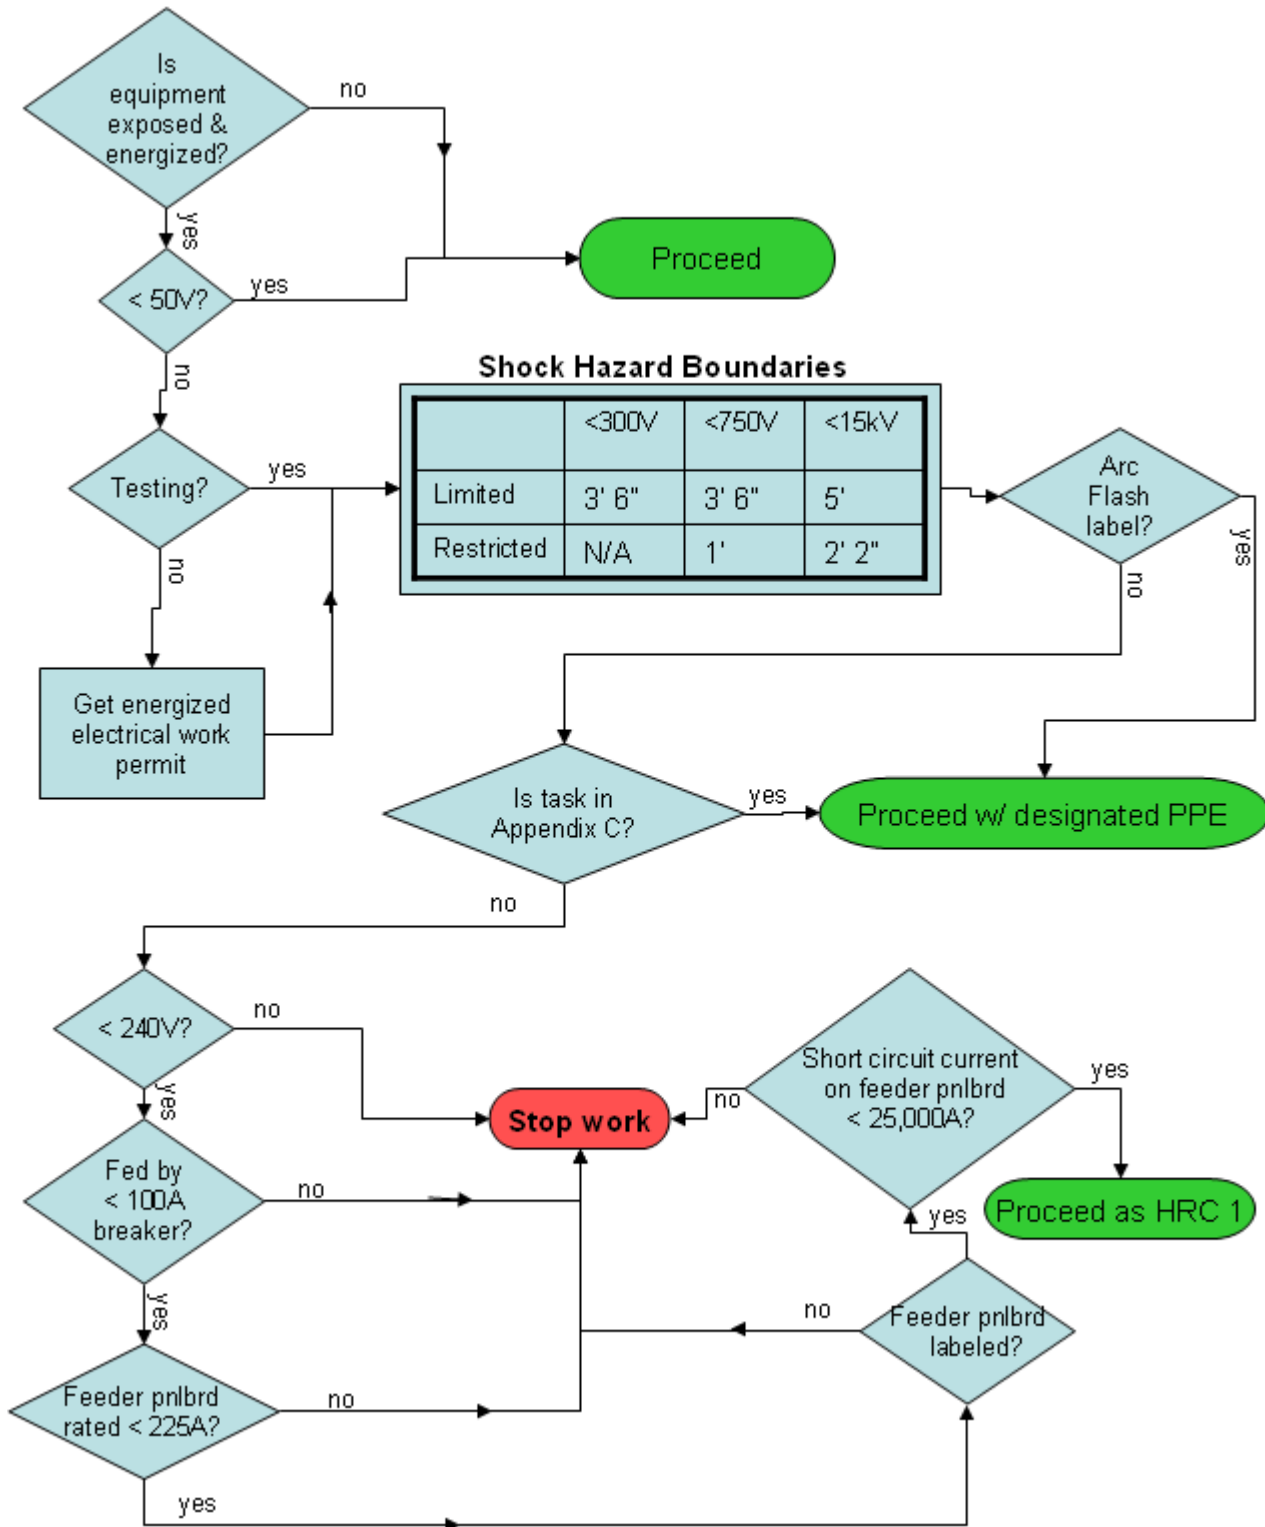 Is
equipment
exposed &
energized?
no
yes
< 50V?
yes
Proceed
no
Shock Hazard Boundaries
<300V <750V <15kV
Limited 3' 6" 3' 6" 5'
Restricted N/A 1' 2' 2"
Testing?
yes
no
Get energized
electrical work
permit
Arc
Flash
label?
yes
no
Is task in
Appendix C?
yes
Proceed w/ designated PPE
no
< 240V?
no
yes
Stop work
Short circuit current
on feeder pnlbrd
< 25,000A?
no
yes
Proceed as HRC 1
Fed by
< 100A
breaker?
no
yes
yes
Feeder pnlbrd
labeled?
no
Feeder pnlbrd
rated < 225A?
no
yes